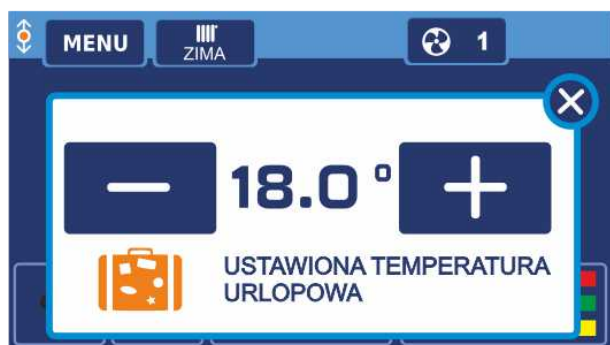 MENU
ZIMA
1
18.0°
USTAWIONA TEMPERATURA
URLOPOWA